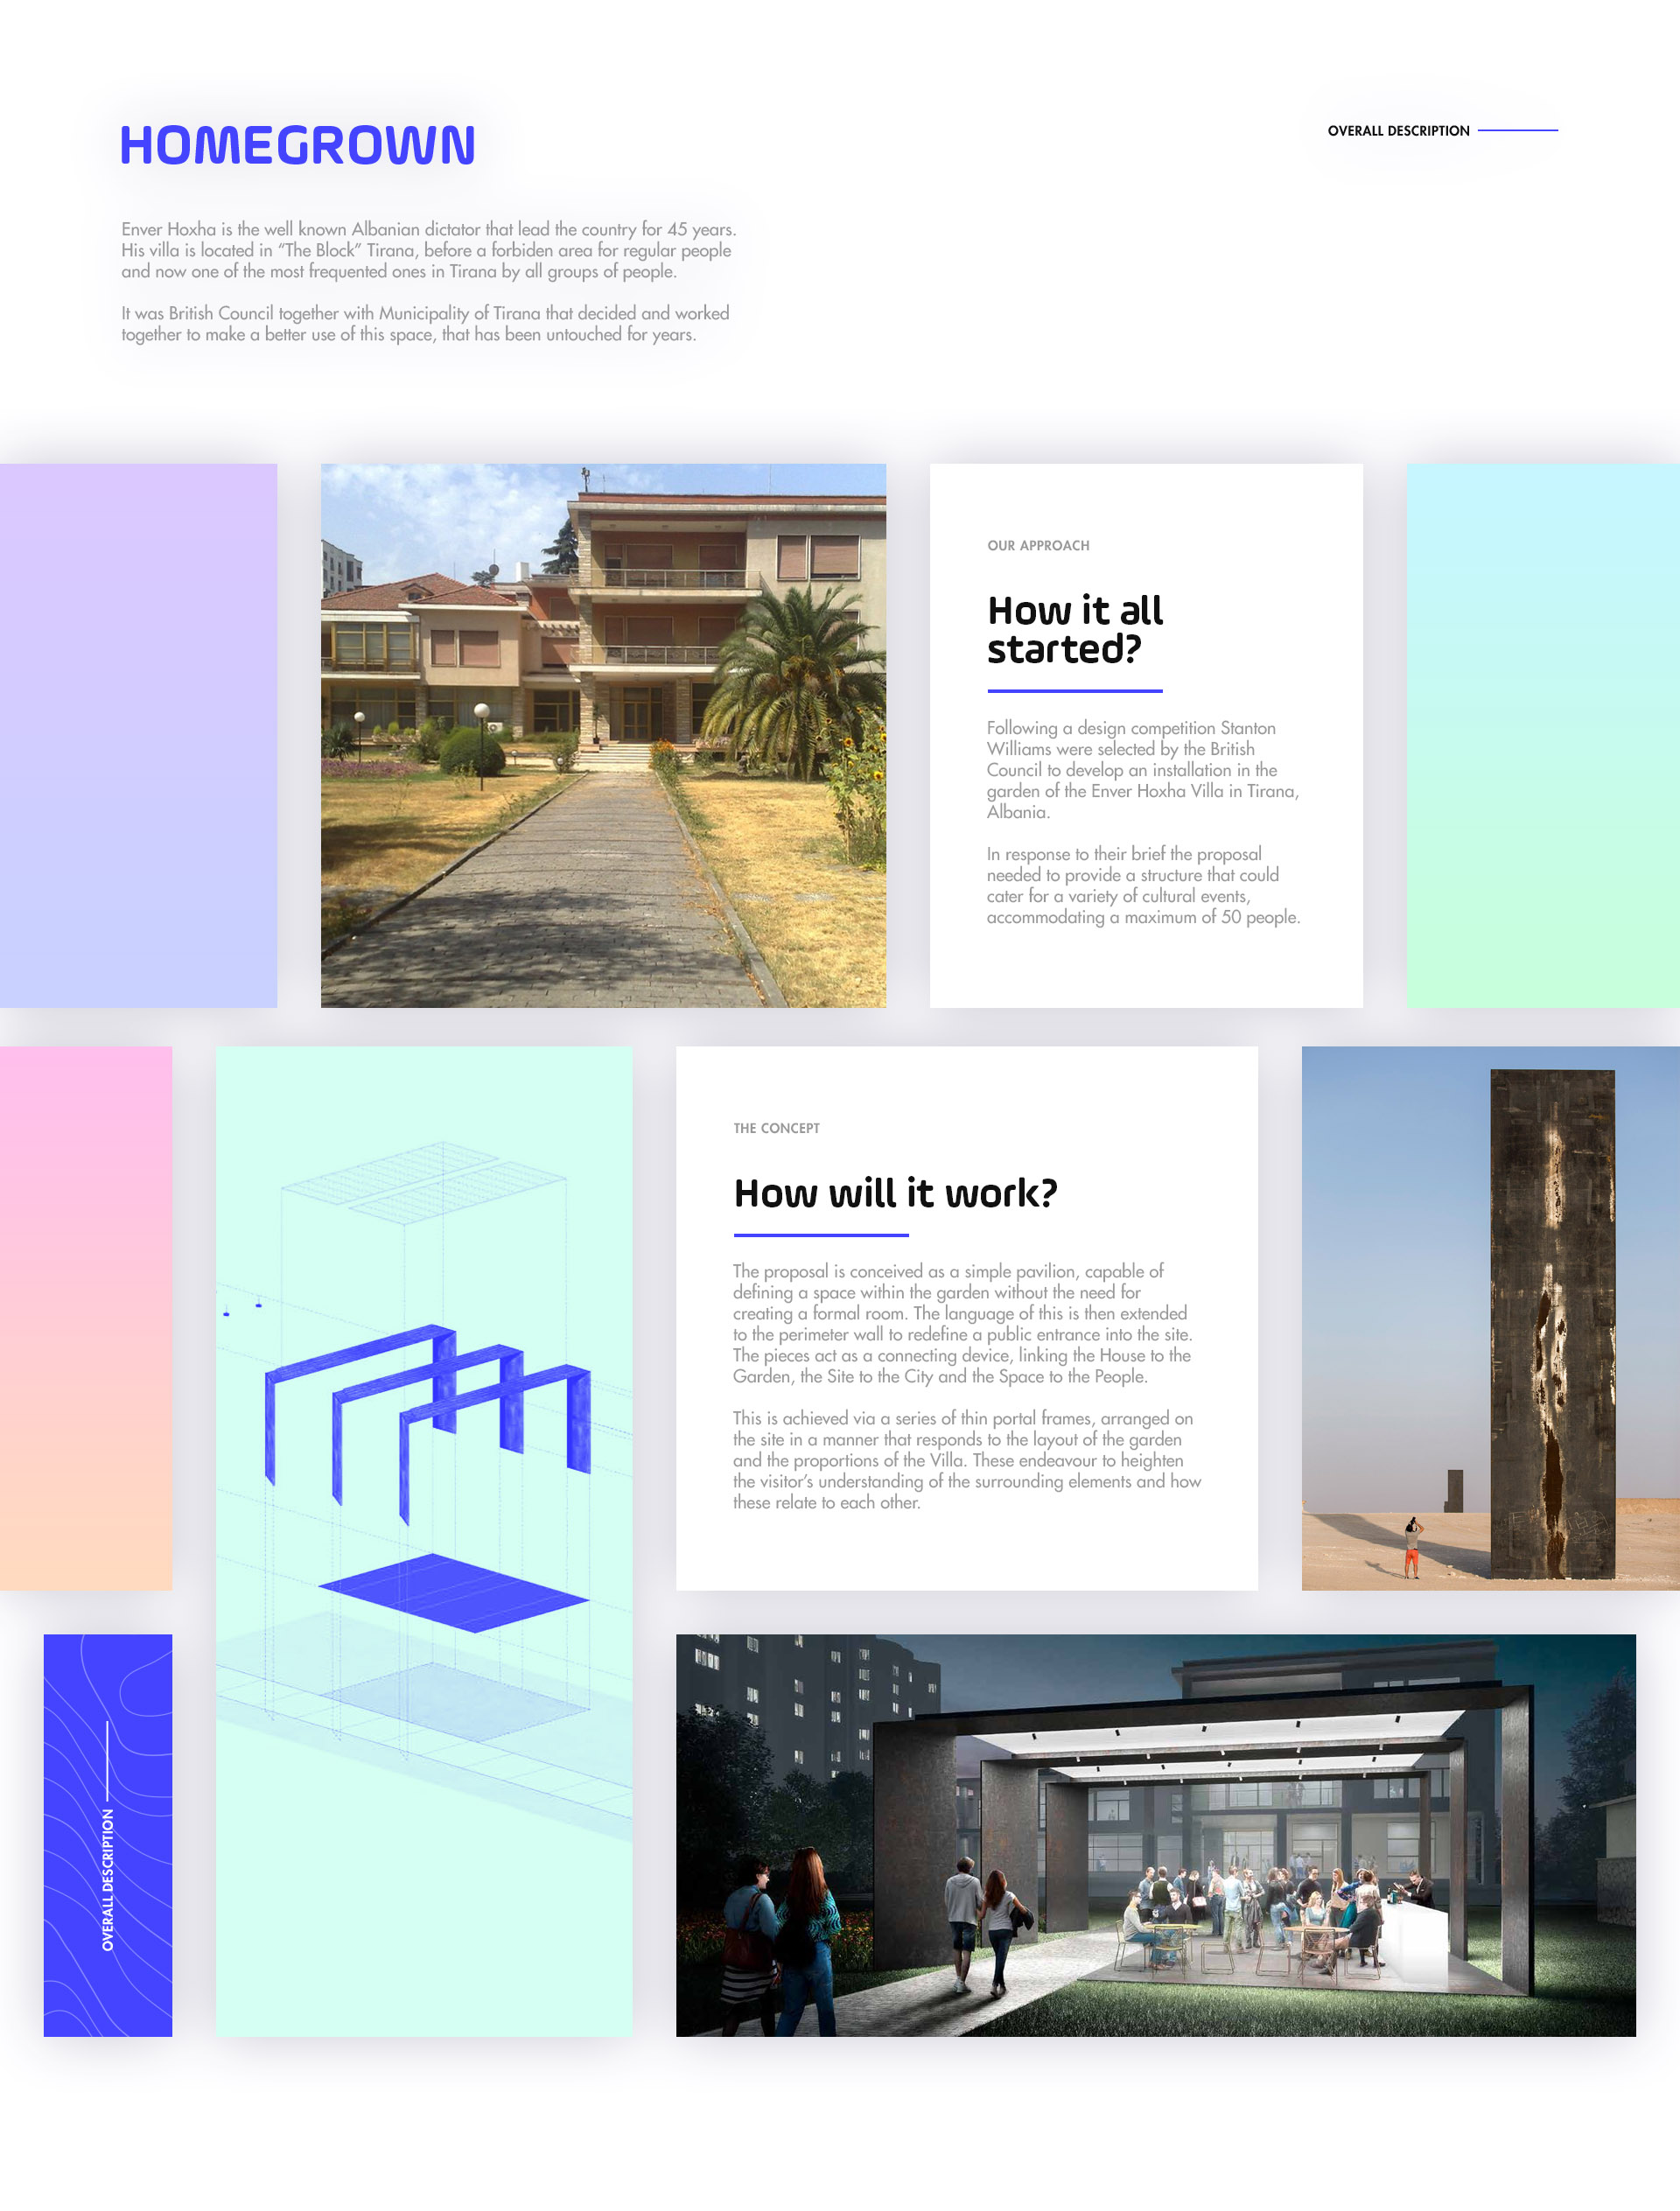 HOMEGROWN
OVERALL DESCRIPTION
Enver Hoxha is the well known Albanian dictator that lead the country for 45 years.
His villa is located in “The Block” Tirana, before a forbiden area for regular people
and now one of the most frequented ones in Tirana by all groups of people.
It was British Council together with Municipality of Tirana that decided and worked
together to make a better use of this space, that has been untouched for years.
OUR APPROACH
How it all
started?
Following a design competition Stanton
Williams were selected by the British
Council to develop an installation in the
garden of the Enver Hoxha Villa in Tirana,
Albania.
In response to their brief the proposal
needed to provide a structure that could
cater for a variety of cultural events,
accommodating a maximum of 50 people.
THE CONCEPT
How will it work?
The proposal is conceived as a simple pavilion, capable of
defining a space within the garden without the need for
creating a formal room. The language of this is then extended
to the perimeter wall to redefine a public entrance into the site.
The pieces act as a connecting device, linking the House to the
Garden, the Site to the City and the Space to the People.
This is achieved via a series of thin portal frames, arranged on
the site in a manner that responds to the layout of the garden
and the proportions of the Villa. These endeavour to heighten
the visitor’s understanding of the surrounding elements and how
these relate to each other.
OVERALL DESCRIPTION